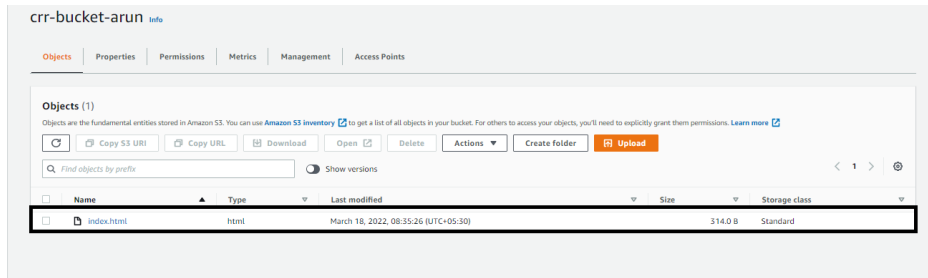 crr-bucket-arun Info
Objects Properties Permissions Metrics Management Access Points
Objects (1)
Objects are the fundamental entities stored in Amazon S3. You can use Amazon S3 inventory to get a list of all objects in your bucket. For others to access your objects, you'll need to explicitly grant them permissions. Learn more
Copy S3 URI Copy URL Download Open Delete Actions Create folder Upload
Find objects by prefix Show versions 1
Name Type Last modified Size Storage class
index.html html March 18, 2022, 08:35:26 (UTC+05:30) 314.0 B Standard